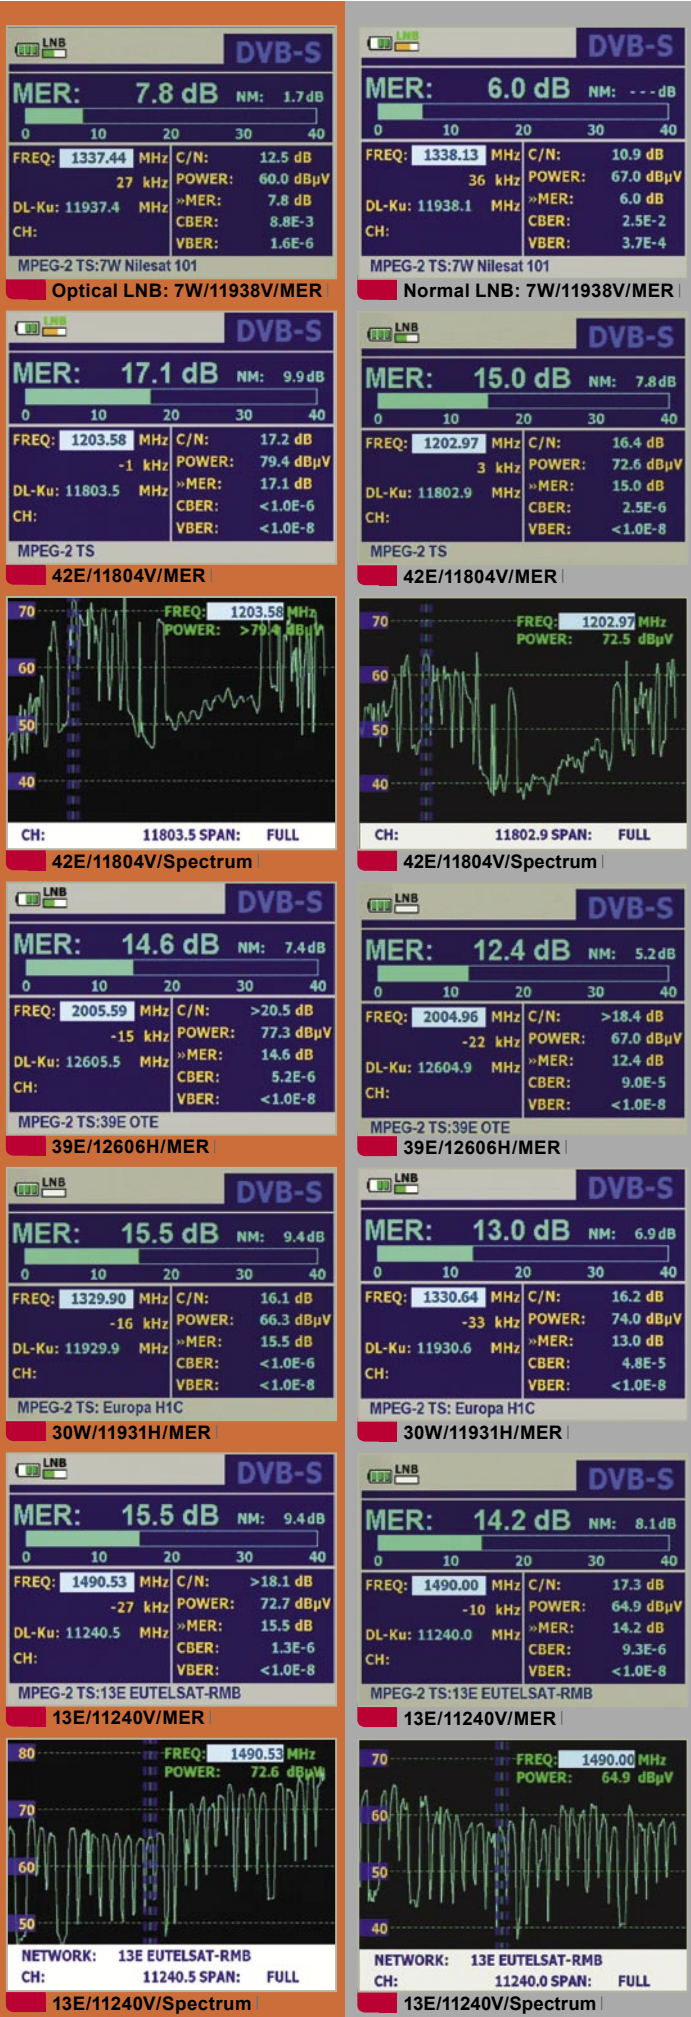 LNB
DVB-S
MER: 7.8 dB NM: 1.7dB
0 10 20 30 40
FREQ: 1337.44 MHz C/N: 12.5 dB
27 kHz POWER: 60.0 dBµV
DL-Ku: 11937.4 MHz »MER: 7.8 dB
CBER: 8.8E-3
CH:
VBER: 1.6E-6
MPEG-2 TS:7W Nilesat 101
Optical LNB: 7W/11938V/MER
LNB
DVB-S
MER: 6.0 dB NM: ---dB
0 10 20 30 40
FREQ: 1338.13 MHz C/N: 10.9 dB
36 kHz POWER: 67.0 dBµV
DL-Ku: 11938.1 MHz »MER: 6.0 dB
CBER: 2.5E-2
CH:
VBER: 3.7E-4
MPEG-2 TS:7W Nilesat 101
Normal LNB: 7W/11938V/MER
LNB
DVB-S
MER: 17.1 dB NM: 9.9dB
0 10 20 30 40
FREQ: 1203.58 MHz C/N: 17.2 dB
-1 kHz POWER: 79.4 dBµV
DL-Ku: 11803.5 MHz »MER: 17.1 dB
CBER: <1.0E-6
CH:
VBER: <1.0E-8
MPEG-2 TS
42E/11804V/MER
LNB
DVB-S
MER: 15.0 dB NM: 7.8dB
0 10 20 30 40
FREQ: 1202.97 MHz C/N: 16.4 dB
3 kHz POWER: 72.6 dBµV
DL-Ku: 11802.9 MHz »MER: 15.0 dB
CBER: 2.5E-6
CH:
VBER: <1.0E-8
MPEG-2 TS
42E/11804V/MER
70 FREQ: 1203.58 MHz
POWER: >79.4 dBµV
60
50
40
CH: 11803.5 SPAN: FULL
42E/11804V/Spectrum
70 FREQ: 1202.97 MHz
POWER: 72.5 dBµV
60
50
40
CH: 11802.9 SPAN: FULL
42E/11804V/Spectrum
LNB
DVB-S
MER: 14.6 dB NM: 7.4dB
0 10 20 30 40
FREQ: 2005.59 MHz C/N: >20.5 dB
-15 kHz POWER: 77.3 dBµV
DL-Ku: 12605.5 MHz »MER: 14.6 dB
CBER: 5.2E-6
CH:
VBER: <1.0E-8
MPEG-2 TS:39E OTE
39E/12606H/MER
LNB
DVB-S
MER: 12.4 dB NM: 5.2dB
0 10 20 30 40
FREQ: 2004.96 MHz C/N: >18.4 dB
-22 kHz POWER: 67.0 dBµV
DL-Ku: 12604.9 MHz »MER: 12.4 dB
CBER: 9.0E-5
CH:
VBER: <1.0E-8
MPEG-2 TS:39E OTE
39E/12606H/MER
LNB
DVB-S
MER: 15.5 dB NM: 9.4dB
0 10 20 30 40
FREQ: 1329.90 MHz C/N: 16.1 dB
-16 kHz POWER: 66.3 dBµV
DL-Ku: 11929.9 MHz »MER: 15.5 dB
CBER: <1.0E-6
CH:
VBER: <1.0E-8
MPEG-2 TS: Europa H1C
30W/11931H/MER
LNB
DVB-S
MER: 13.0 dB NM: 6.9dB
0 10 20 30 40
FREQ: 1330.64 MHz C/N: 16.2 dB
-33 kHz POWER: 74.0 dBµV
DL-Ku: 11930.6 MHz »MER: 13.0 dB
CBER: 4.8E-5
CH:
VBER: <1.0E-8
MPEG-2 TS: Europa H1C
30W/11931H/MER
LNB
DVB-S
MER: 15.5 dB NM: 9.4dB
0 10 20 30 40
FREQ: 1490.53 MHz C/N: >18.1 dB
-27 kHz POWER: 72.7 dBµV
DL-Ku: 11240.5 MHz »MER: 15.5 dB
CBER: 1.3E-6
CH:
VBER: <1.0E-8
MPEG-2 TS:13E EUTELSAT-RMB
13E/11240V/MER
LNB
DVB-S
MER: 14.2 dB NM: 8.1dB
0 10 20 30 40
FREQ: 1490.00 MHz C/N: 17.3 dB
-10 kHz POWER: 64.9 dBµV
DL-Ku: 11240.0 MHz »MER: 14.2 dB
CBER: 9.3E-6
CH:
VBER: <1.0E-8
MPEG-2 TS:13E EUTELSAT-RMB
13E/11240V/MER
80 FREQ: 1490.53 MHz
POWER: 72.6 dBµV
70
60
50
NETWORK: 13E EUTELSAT-RMB
CH: 11240.5 SPAN: FULL
13E/11240V/Spectrum
70 FREQ: 1490.00 MHz
POWER: 64.9 dBµV
60
50
40
NETWORK: 13E EUTELSAT-RMB
CH: 11240.0 SPAN: FULL
13E/11240V/Spectrum